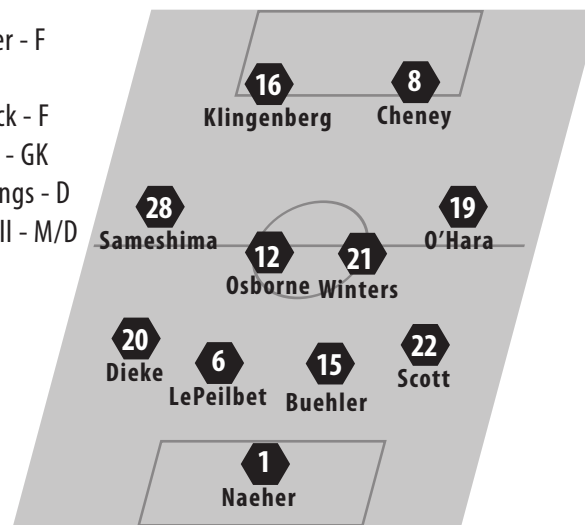 er - F
ck - F
- GK
ngs - D
ll - M/D
16
Klingenberg
8
Cheney
28
Sameshima
19
O'Hara
12
Osborne
21
Winters
20
Dieke
6
LePeilbet
15
Buehler
22
Scott
1
Naeher